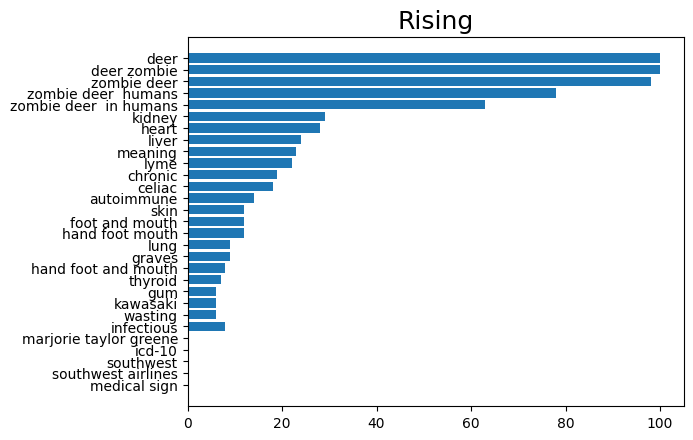 Rising
deer
deer zombie
zombie deer
zombie deer  humans
zombie deer  in humans
kidney
heart
liver
meaning
lyme
chronic
celiac
autoimmune
skin
foot and mouth
hand foot mouth
lung
graves
hand foot and mouth
thyroid
gum
kawasaki
wasting
infectious
marjorie taylor greene
icd-10
southwest
southwest airlines
medical sign
0 20 40 60 80 100